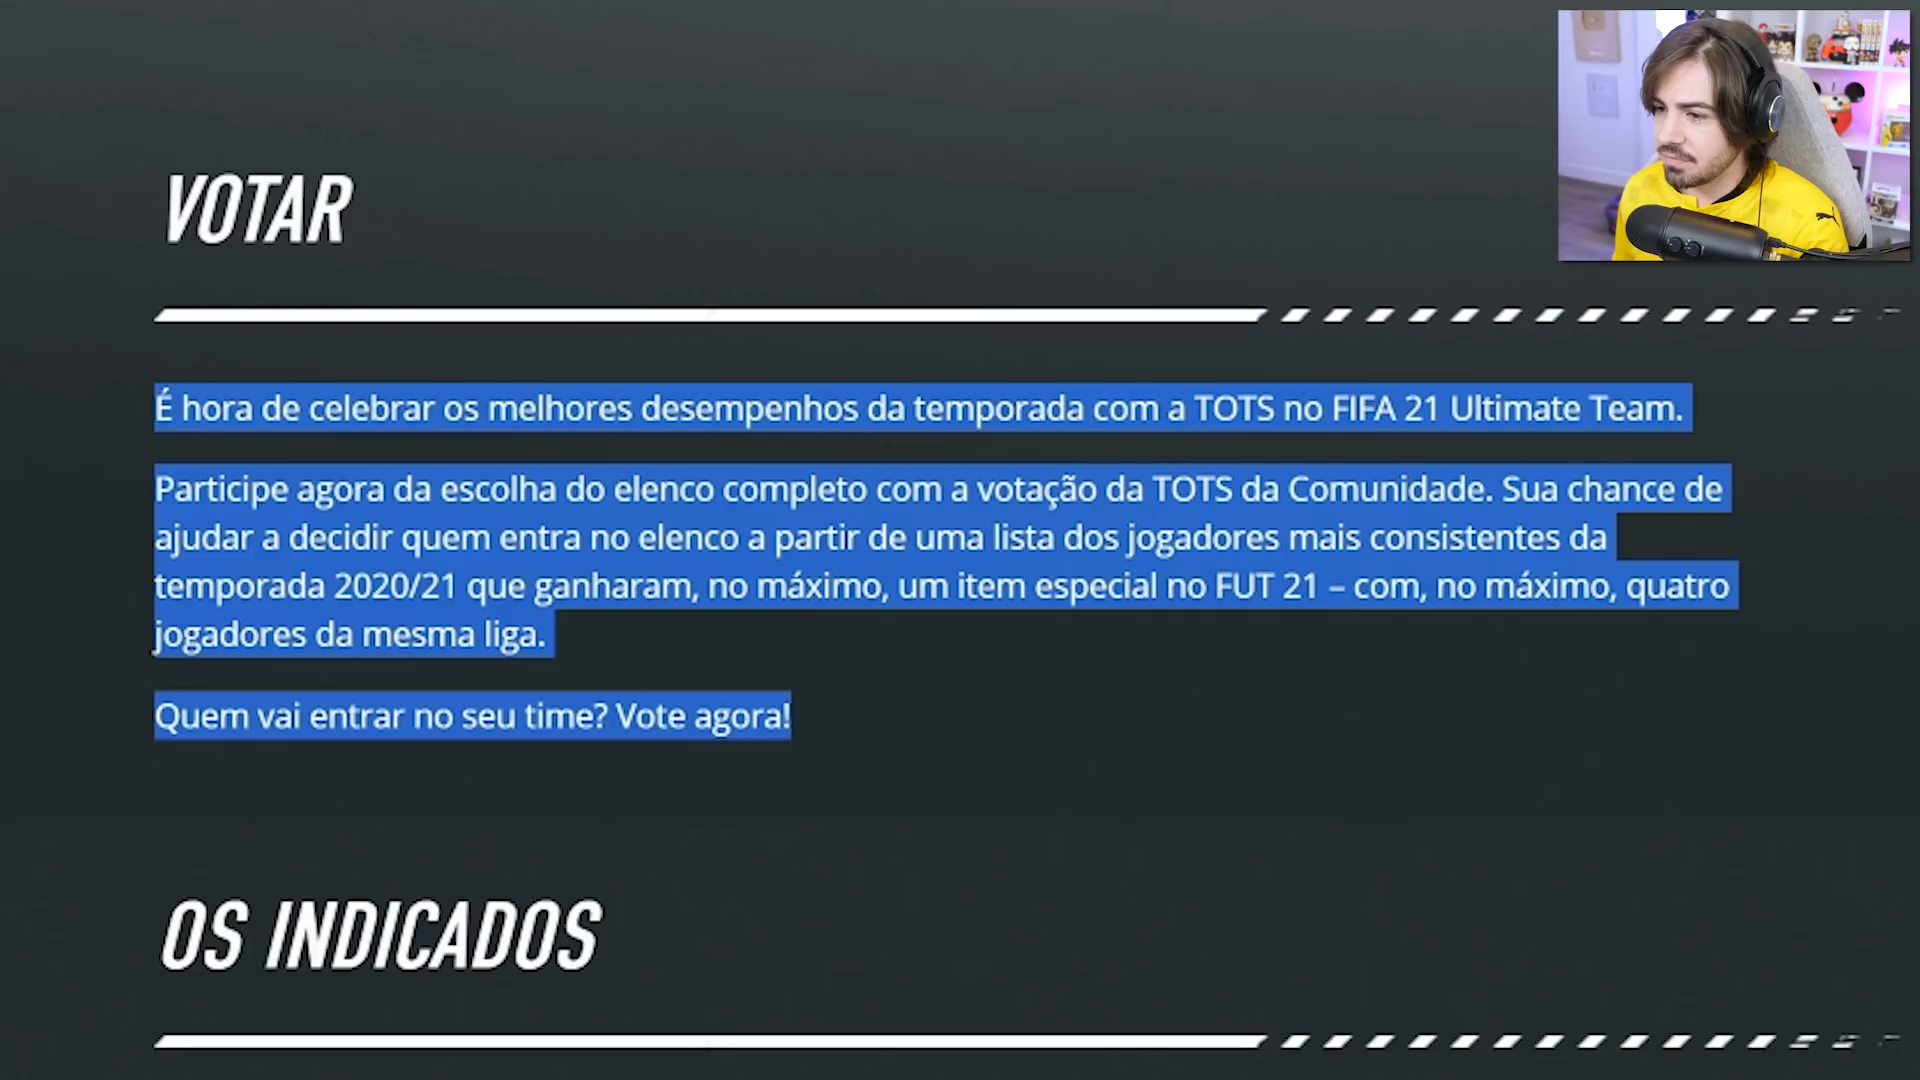 VOTAR
É hora de celebrar os melhores desempenhos da temporada com a TOTS no FIFA 21 Ultimate Team.
Participe agora da escolha do elenco completo com a votação da TOTS da Comunidade. Sua chance de
ajudar a decidir quem entra no elenco a partir de uma lista dos jogadores mais consistentes da
temporada 2020/21 que ganharam, no máximo, um item especial no FUT 21 – com, no máximo, quatro
jogadores da mesma liga.
Quem vai entrar no seu time? Vote agora!
OS INDICADOS